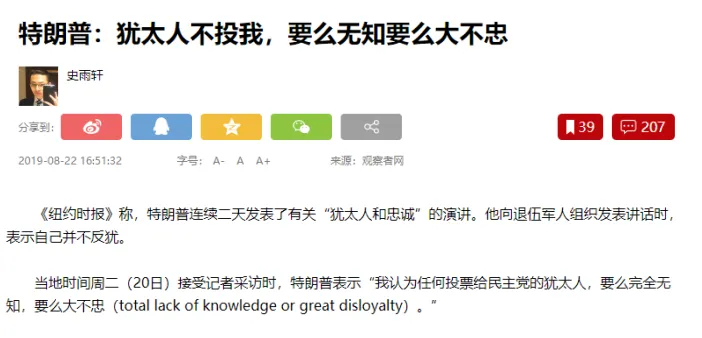 特朗普：犹太人不投我，要么无知要么大不忠
史雨轩
分享到：
39
207
2019-08-22 16:51:32
字号： A- A A+
来源：观察者网
《纽约时报》称，特朗普连续二天发表了有关“犹太人和忠诚”的演讲。他向退伍军人组织发表讲话时，
表示自己并不反犹。
当地时间周二（20日）接受记者采访时，特朗普表示“我认为任何投票给民主党的犹太人，要么完全无
知，要么大不忠（total lack of knowledge or great disloyalty）。”